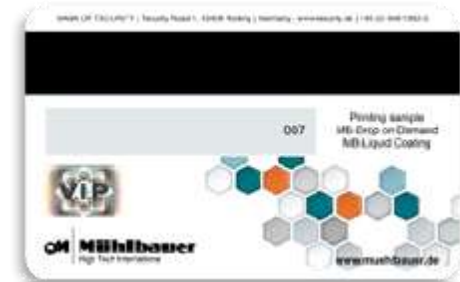 007
Printing sample
MB-Drop on Demand
MB-Liquid Coating
VIP
Mühlbauer
High Tech International
www.muehlbauer.de